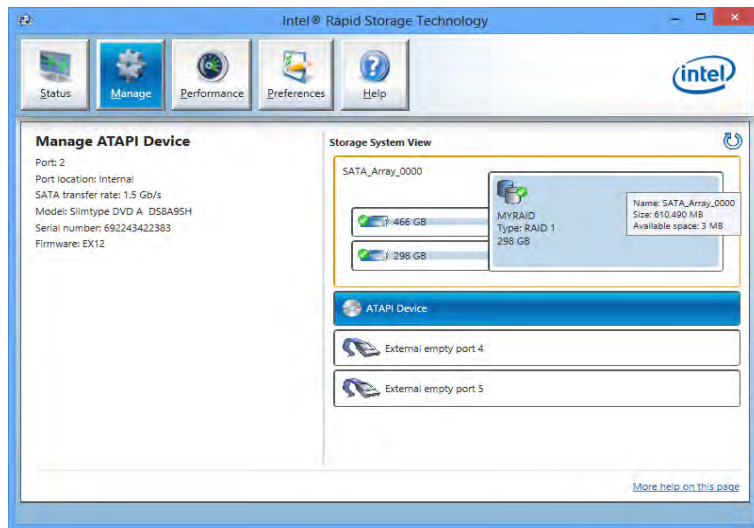 Intel® Rapid Storage Technology
Status
Manage
Performance
Preferences
Help
intel
Manage ATAPI Device
Port: 2
Port location: Internal
SATA transfer rate: 1.5 Gb/s
Model: Slimtype DVD A DS8A9SH
Serial number: 692243422383
Firmware: EX12
Storage System View
SATA_Array_0000
466 GB
298 GB
MYRAID
Type: RAID 1
298 GB
Name: SATA_Array_0000
Size: 610,490 MB
Available space: 3 MB
ATAPI Device
External empty port 4
External empty port 5
More help on this page